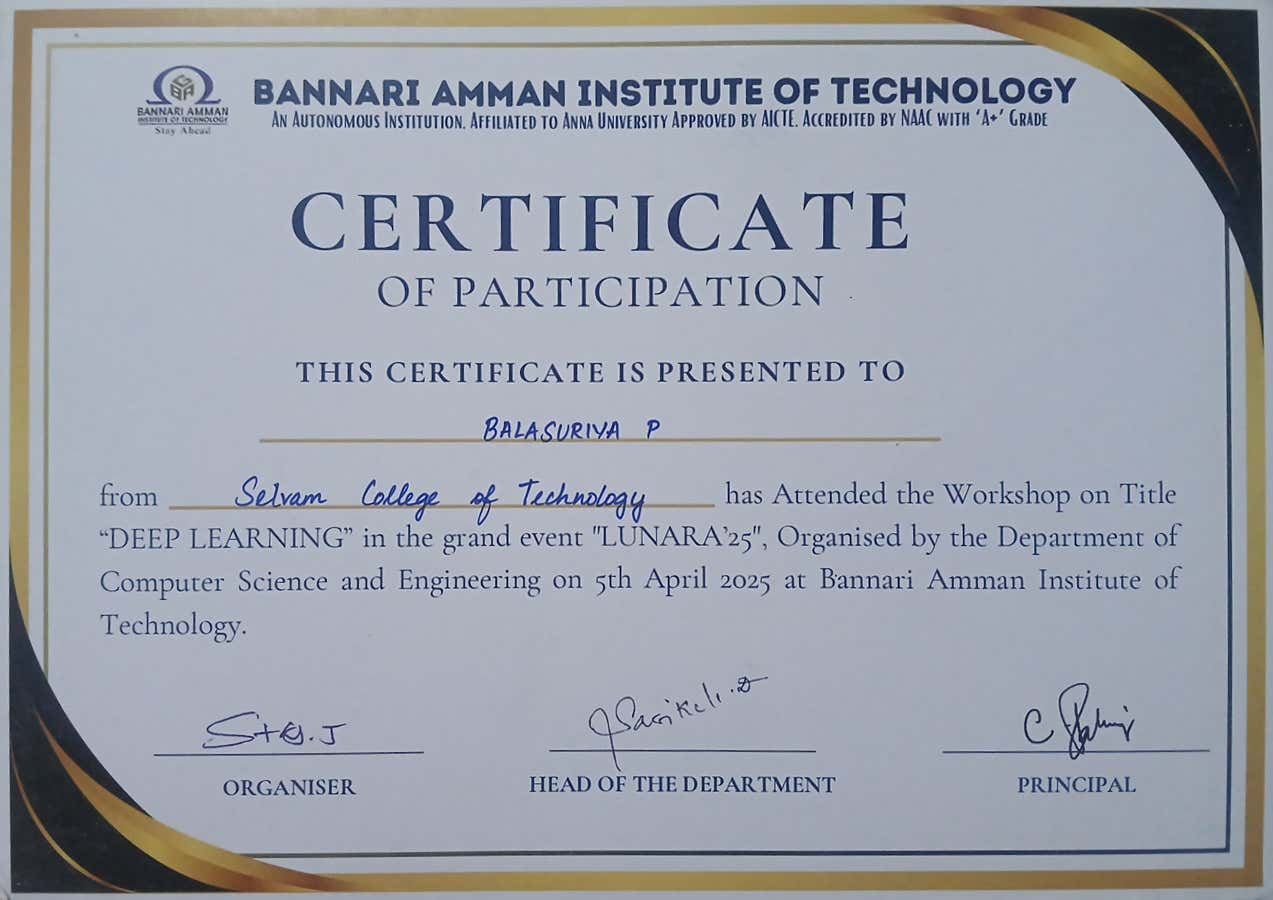 BANNARI AMMAN
INSTITUTE OF TECHNOLOGY
Stay Ahead
BANNARI AMMAN INSTITUTE OF TECHNOLOGY
AN AUTONOMOUS INSTITUTION. AFFILIATED TO ANNA UNIVERSITY APPROVED BY AICTE. ACCREDITED BY NAAC WITH ‘A+’ GRADE
CERTIFICATE
OF PARTICIPATION
THIS CERTIFICATE IS PRESENTED TO
BALASURIYA P
from Selvam College of Technology has Attended the Workshop on Title
“DEEP LEARNING” in the grand event "LUNARA’25", Organised by the Department of
Computer Science and Engineering on 5th April 2025 at Bannari Amman Institute of
Technology.
ORGANISER HEAD OF THE DEPARTMENT PRINCIPAL